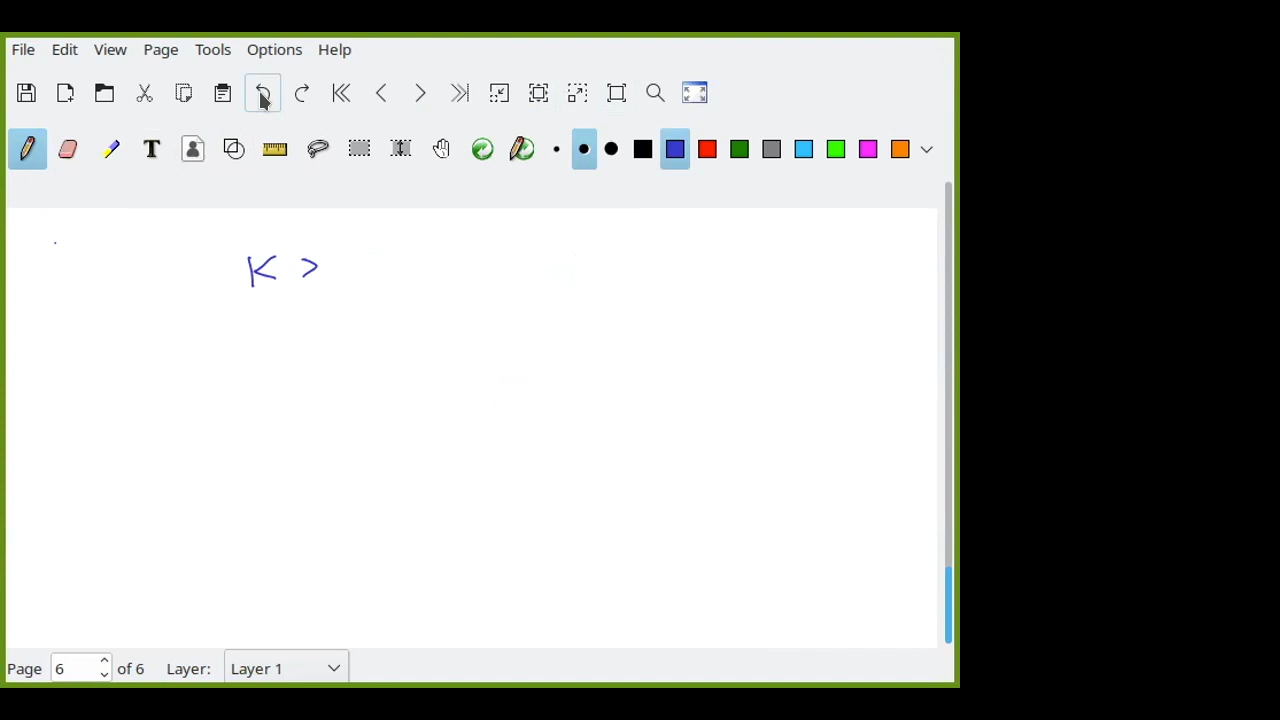 File Edit View Page Tools Options Help
T
K >
Page 6 of 6 Layer: Layer 1